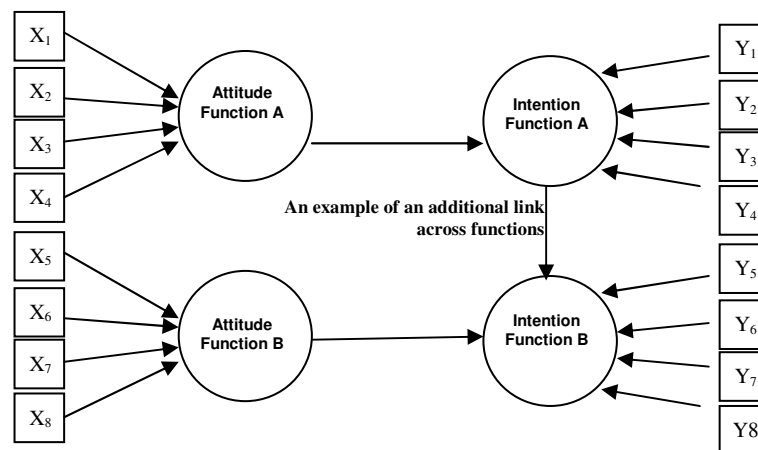 X₁
X₂
X₃
X₄
Attitude
Function A
Intention
Function A
Y₁
Y₂
Y₃
Y₄
An example of an additional link
across functions
X₅
X₆
X₇
X₈
Attitude
Function B
Intention
Function B
Y₅
Y₆
Y₇
Y8